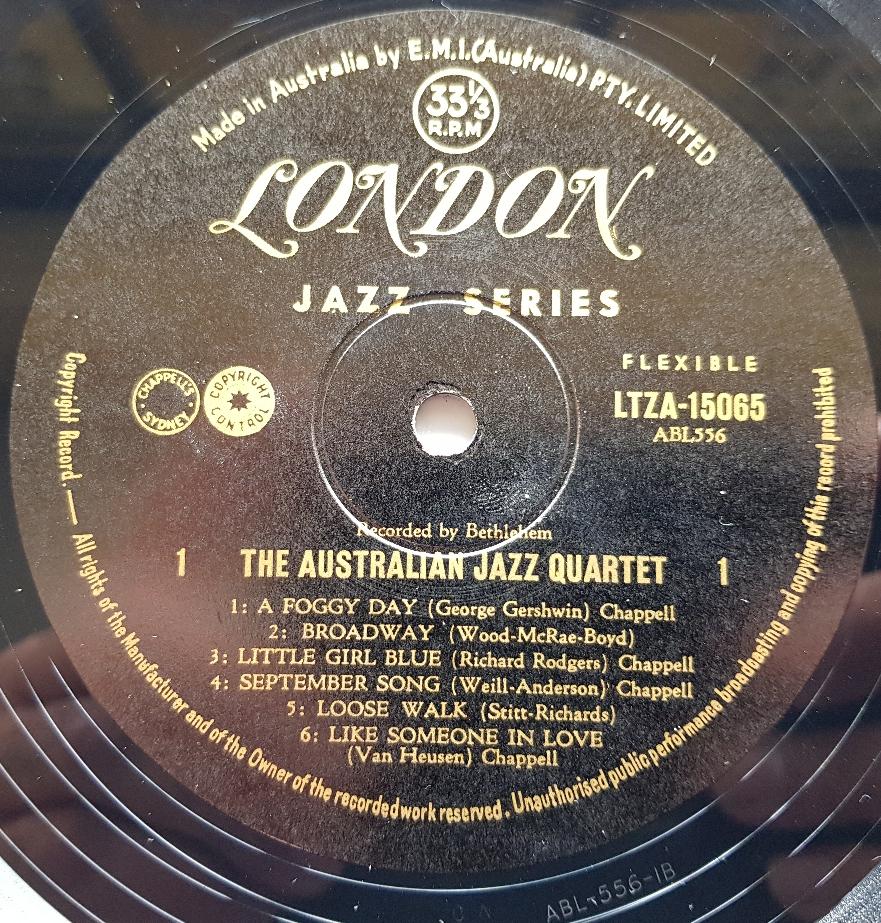 Made in Australia by E.M.I.(Australia) PTY. LIMITED
33⅓
R.P.M
LONDON
JAZZ SERIES
FLEXIBLE
LTZA-15065
ABL556
CHAPPELL'S
SYDNEY
COPYRIGHT
CONTROL
Recorded by Bethlehem
1 THE AUSTRALIAN JAZZ QUARTET 1
1: A FOGGY DAY (George Gershwin) Chappell
2: BROADWAY (Wood-McRae-Boyd)
3: LITTLE GIRL BLUE (Richard Rodgers) Chappell
4: SEPTEMBER SONG (Weill-Anderson) Chappell
5: LOOSE WALK (Stitt-Richards)
6: LIKE SOMEONE IN LOVE
(Van Heusen) Chappell
Copyright Record. — All rights of the Manufacturer and of the Owner of the recorded work reserved. Unauthorised public performance broadcasting and copying of this record prohibited
ABL-556-1B